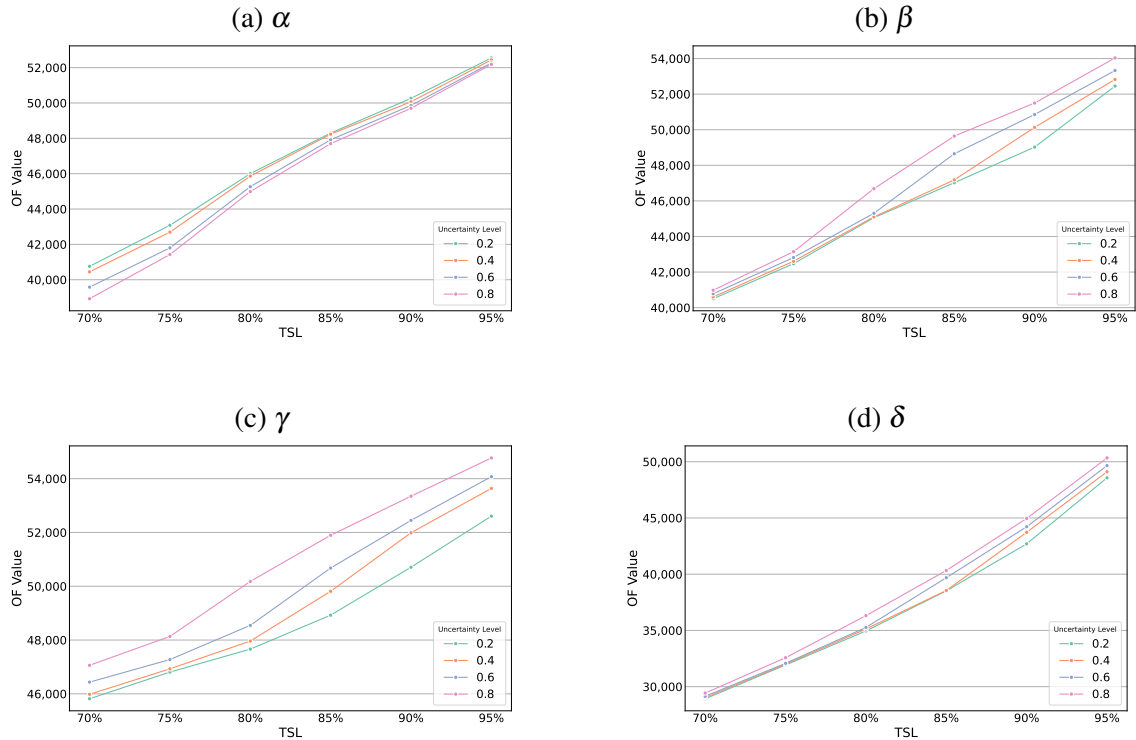 (a) α
52,000
50,000
48,000
46,000
44,000
42,000
40,000
OF Value
Uncertainty Level
0.2
0.4
0.6
0.8
70% 75% 80% 85% 90% 95%
TSL
(b) β
54,000
52,000
50,000
48,000
46,000
44,000
42,000
40,000
OF Value
Uncertainty Level
0.2
0.4
0.6
0.8
70% 75% 80% 85% 90% 95%
TSL
(c) γ
54,000
52,000
50,000
48,000
46,000
OF Value
Uncertainty Level
0.2
0.4
0.6
0.8
70% 75% 80% 85% 90% 95%
TSL
(d) δ
50,000
45,000
40,000
35,000
30,000
OF Value
Uncertainty Level
0.2
0.4
0.6
0.8
70% 75% 80% 85% 90% 95%
TSL